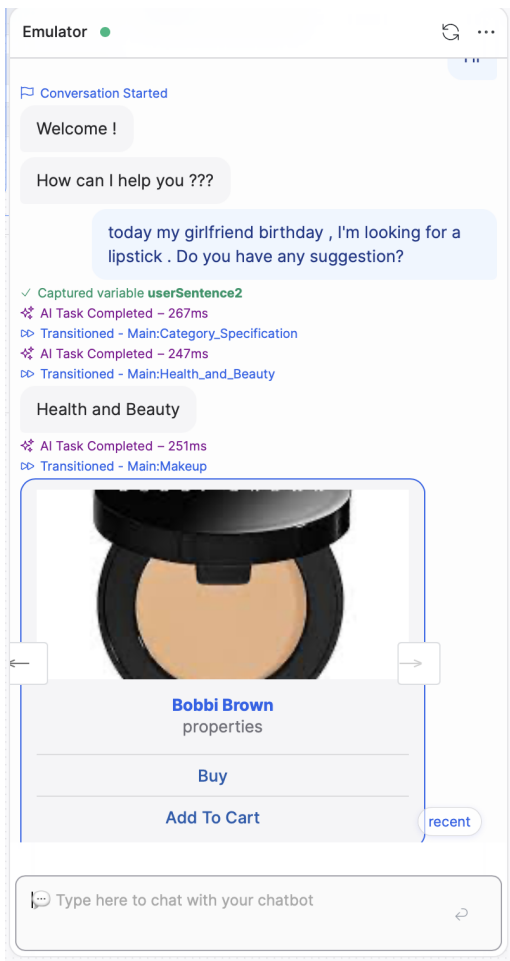 Emulator
Conversation Started
Welcome !
How can I help you ???
today my girlfriend birthday , I'm looking for a
lipstick . Do you have any suggestion?
Captured variable userSentence2
AI Task Completed – 267ms
Transitioned - Main:Category_Specification
AI Task Completed – 247ms
Transitioned - Main:Health_and_Beauty
Health and Beauty
AI Task Completed – 251ms
Transitioned - Main:Makeup
Bobbi Brown
properties
Buy
Add To Cart
recent
Type here to chat with your chatbot